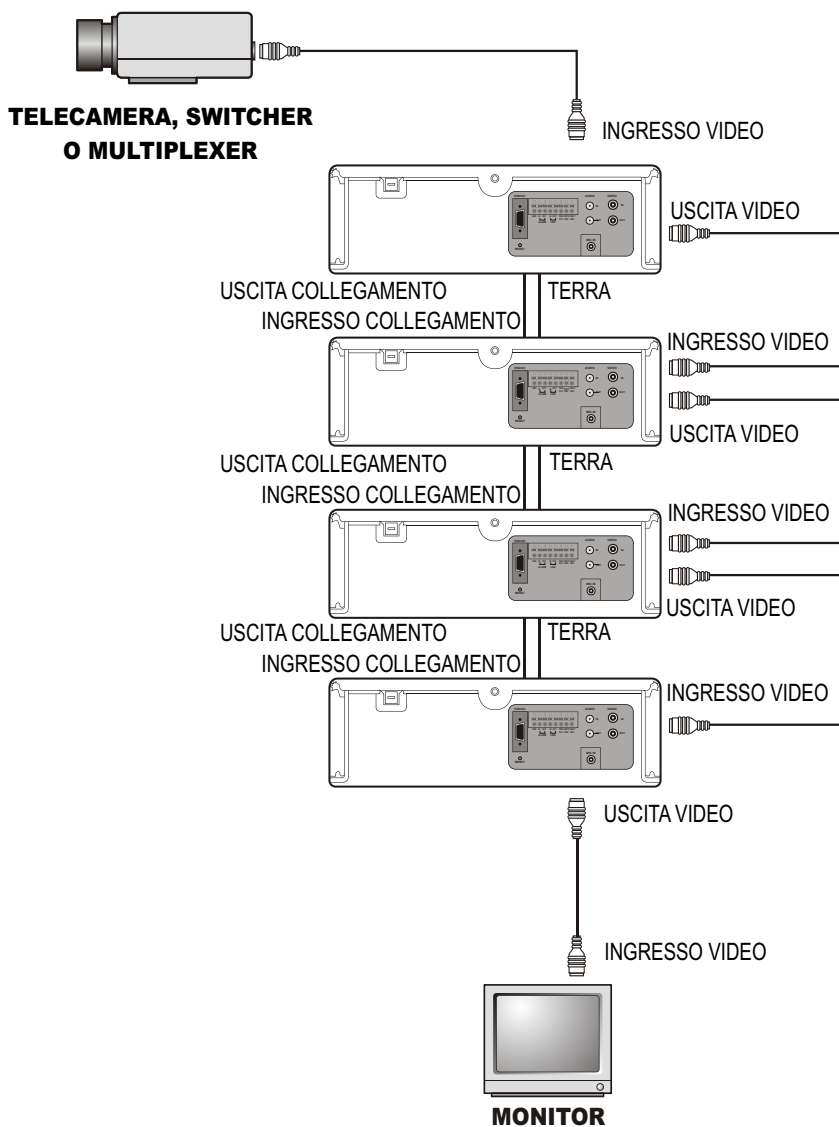 TELECAMERA, SWITCHER
O MULTIPLEXER
INGRESSO VIDEO
USCITA VIDEO
USCITA COLLEGAMENTO
TERRA
INGRESSO COLLEGAMENTO
INGRESSO VIDEO
USCITA VIDEO
USCITA COLLEGAMENTO
TERRA
INGRESSO COLLEGAMENTO
INGRESSO VIDEO
USCITA VIDEO
USCITA COLLEGAMENTO
TERRA
INGRESSO COLLEGAMENTO
INGRESSO VIDEO
USCITA VIDEO
INGRESSO VIDEO
MONITOR